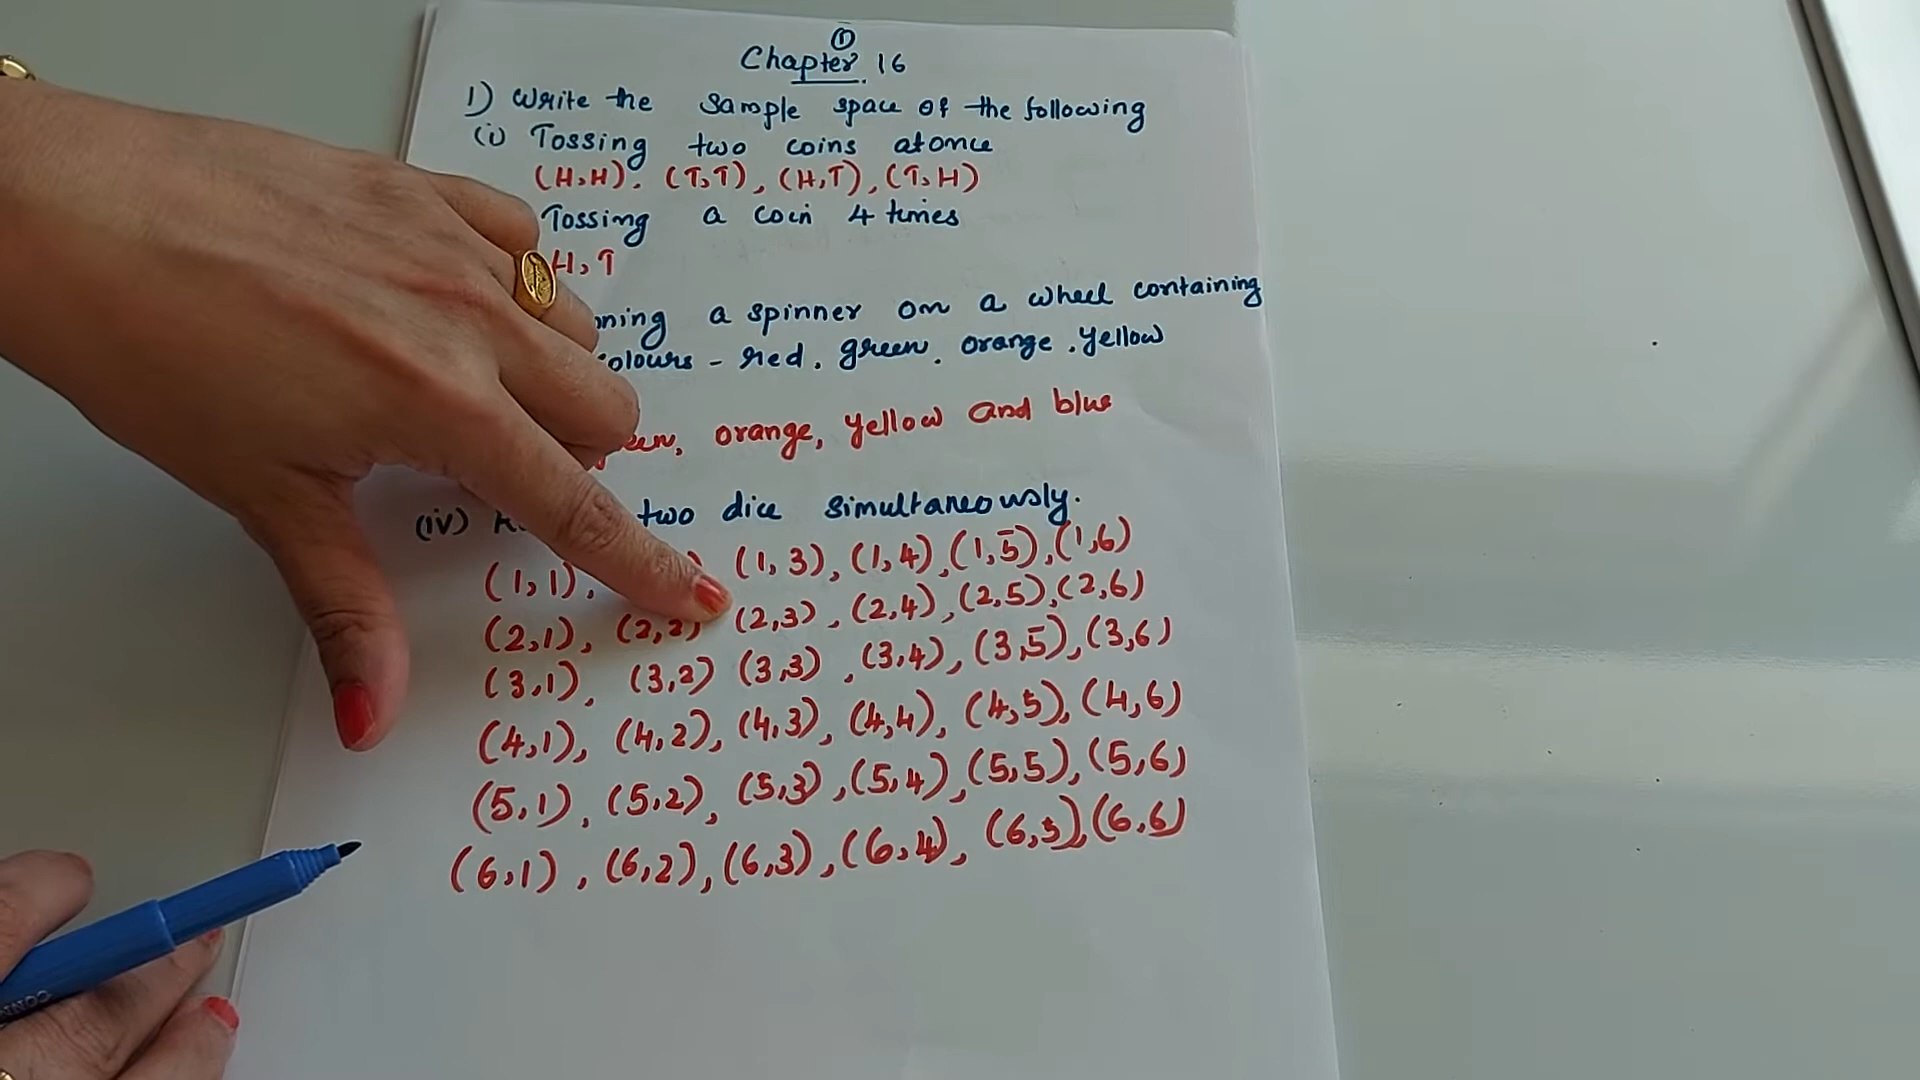 ①
Chapter 16
1) Write the sample space of the following
(i) Tossing two coins atonce
(H,H), (T,T), (H,T), (T,H)
Tossing a coin 4 times
H, T
a spinner on a wheel containing
colours - red, green, orange, yellow
orange, yellow and blue
(iv) two dice simultaneously.
(1,1), (1,3), (1,4), (1,5), (1,6)
(2,1), (2,2) (2,3), (2,4), (2,5), (2,6)
(3,1), (3,2) (3,3), (3,4), (3,5), (3,6)
(4,1), (4,2), (4,3), (4,4), (4,5), (4,6)
(5,1), (5,2), (5,3), (5,4), (5,5), (5,6)
(6,1), (6,2), (6,3), (6,4), (6,5), (6,6)